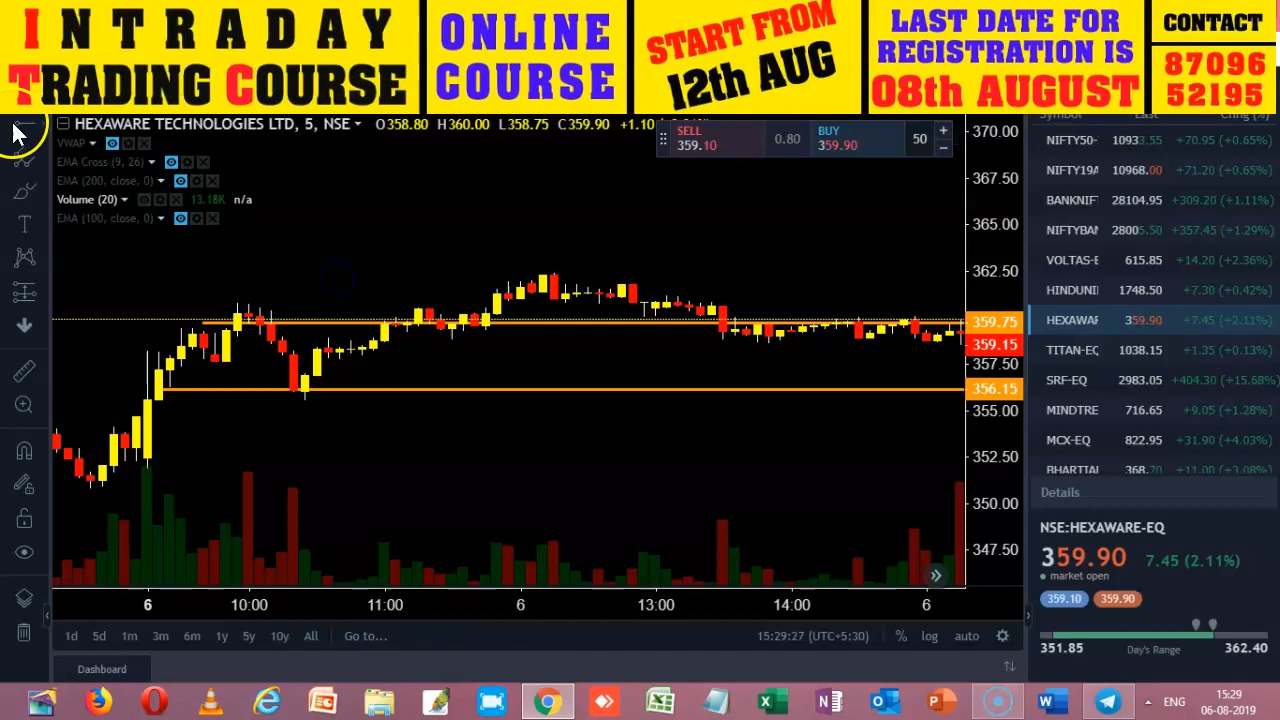 INTRADAY
TRADING COURSE
ONLINE
COURSE
START FROM
12th AUG
LAST DATE FOR
REGISTRATION IS
08th AUGUST
CONTACT
87096
52195
HEXAWARE TECHNOLOGIES LTD, 5, NSE O358.80 H360.00 L358.75 C359.90 +1.10
VWAP
EMA Cross (9, 26)
EMA (200, close, 0)
Volume (20) 13.18K n/a
EMA (100, close, 0)
SELL
359.10
0.80
BUY
359.90
50
+
−
370.00
367.50
365.00
362.50
359.75
359.15
357.50
356.15
355.00
352.50
350.00
347.50
6 10:00 11:00 6 13:00 14:00 6
1d 5d 1m 3m 6m 1y 5y 10y All Go to... 15:29:27 (UTC+5:30) % log auto
Dashboard
NIFTY50- 10933.55 +70.95 (+0.65%)
NIFTY19A 10968.00 +71.20 (+0.65%)
BANKNIF 28104.95 +309.20 (+1.11%)
NIFTYBAN 28005.50 +357.45 (+1.29%)
VOLTAS-E 615.85 +14.20 (+2.36%)
HINDUNI 1748.50 +7.30 (+0.42%)
HEXAWAR 359.90 +7.45 (+2.11%)
TITAN-EQ 1038.15 +1.35 (+0.13%)
SRF-EQ 2983.05 +404.30 (+15.68%)
MINDTRE 716.65 +9.05 (+1.28%)
MCX-EQ 822.95 +31.90 (+4.03%)
BHARTIAI 368.70 +11.00 (+3.08%)
Details
NSE:HEXAWARE-EQ
359.90 7.45 (2.11%)
market open
359.10 359.90
351.85 Day's Range 362.40
ENG
15:29
06-08-2019